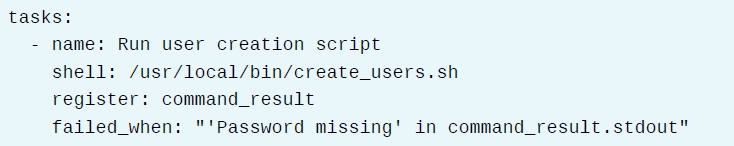 tasks:
  - name: Run user creation script
    shell: /usr/local/bin/create_users.sh
    register: command_result
    failed_when: "'Password missing' in command_result.stdout"